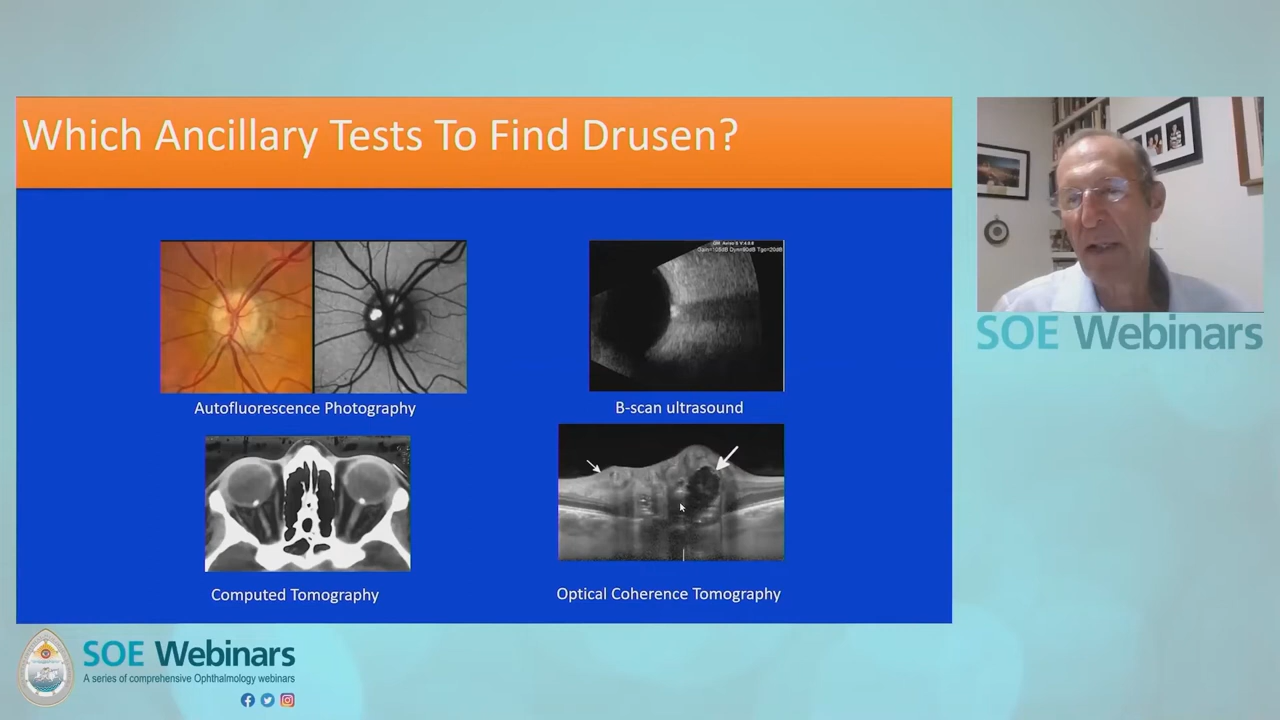 Which Ancillary Tests To Find Drusen?
Autofluorescence Photography
B-scan ultrasound
Computed Tomography
Optical Coherence Tomography
SOE Webinars
SOE Webinars
A series of comprehensive Ophthalmology webinars